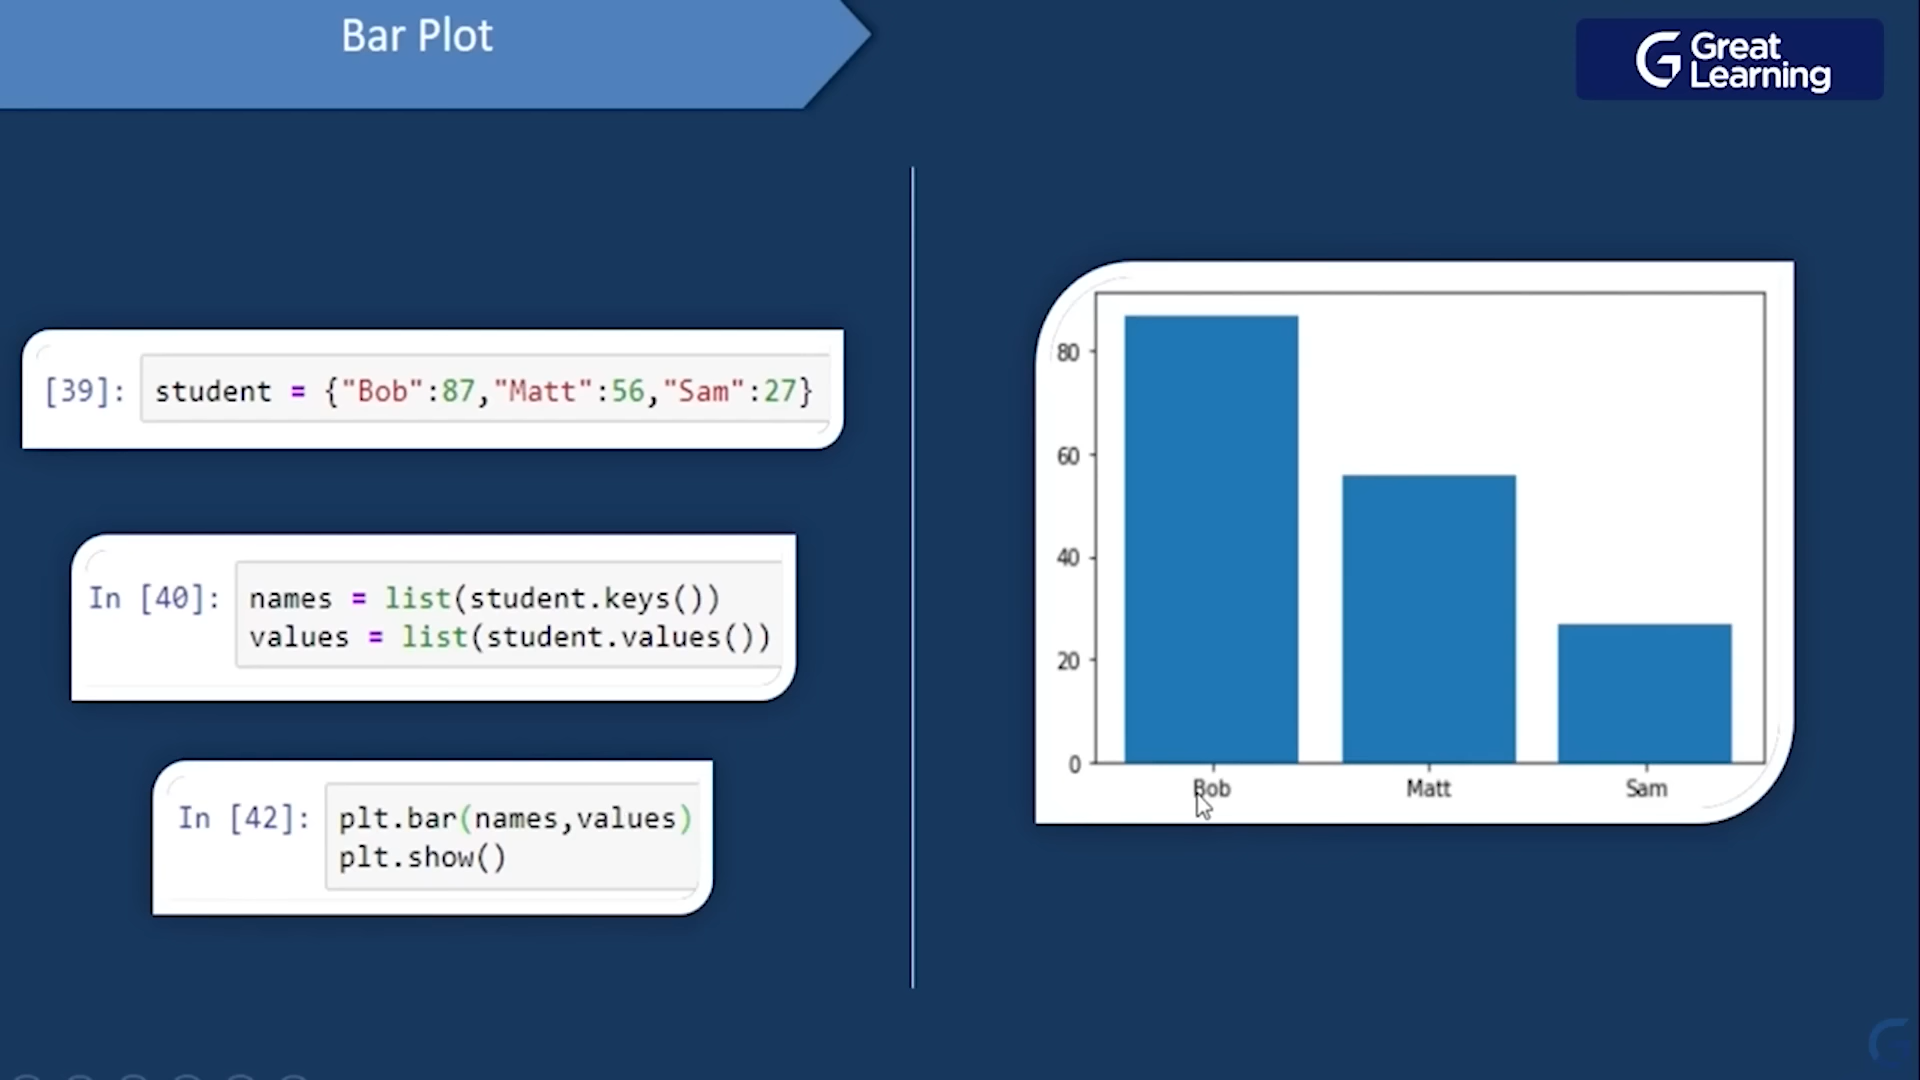 Bar Plot
Great
Learning
[39]: student = {"Bob":87,"Matt":56,"Sam":27}
In [40]: names = list(student.keys())
values = list(student.values())
In [42]: plt.bar(names,values)
plt.show()
80
60
40
20
0
Bob Matt Sam